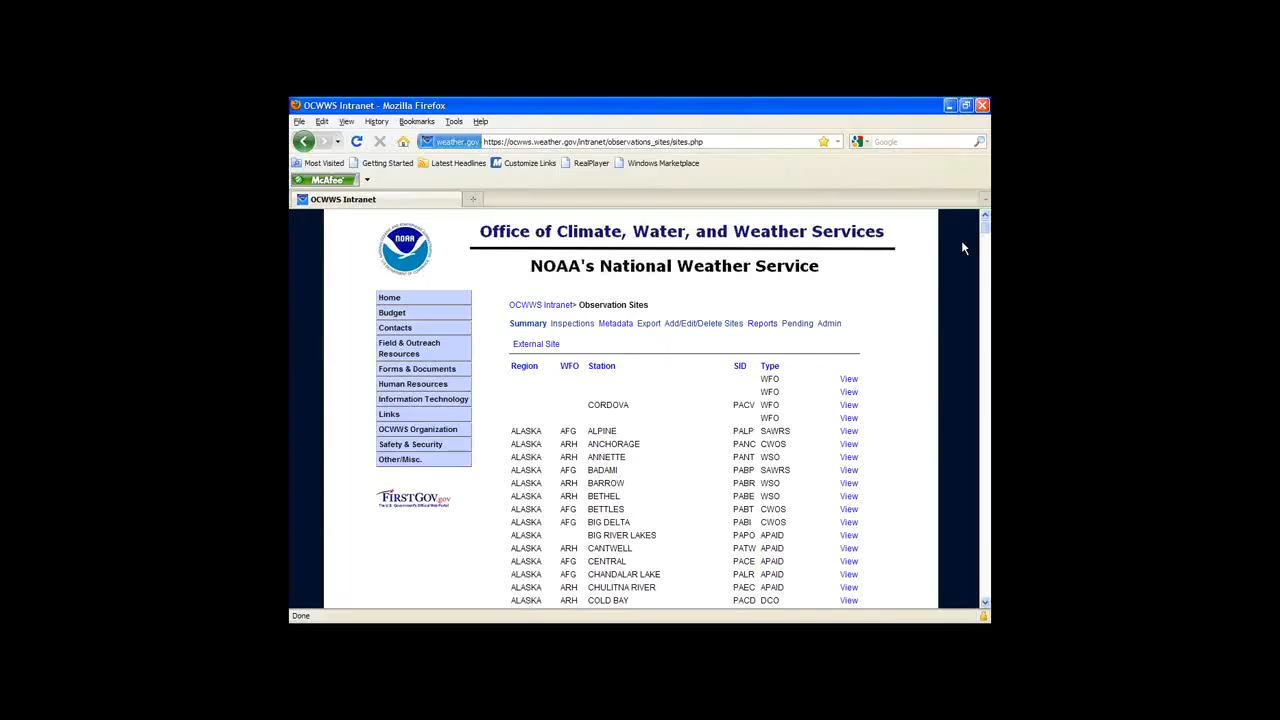 OCWWS Intranet - Mozilla Firefox
File Edit View History Bookmarks Tools Help
weather.gov https://ocwws.weather.gov/intranet/observations_sites/sites.php Google
Most Visited Getting Started Latest Headlines Customize Links RealPlayer Windows Marketplace
McAfee
OCWWS Intranet
NOAA
Office of Climate, Water, and Weather Services
NOAA's National Weather Service
Home
Budget
Contacts
Field & Outreach
Resources
Forms & Documents
Human Resources
Information Technology
Links
OCWWS Organization
Safety & Security
Other/Misc.
FIRSTGOV.gov
OCWWS Intranet> Observation Sites
Summary Inspections Metadata Export Add/Edit/Delete Sites Reports Pending Admin
External Site
Region WFO Station SID Type
WFO View
WFO View
CORDOVA PACV WFO View
WFO View
ALASKA AFG ALPINE PALP SAWRS View
ALASKA ARH ANCHORAGE PANC CWOS View
ALASKA ARH ANNETTE PANT WSO View
ALASKA AFG BADAMI PABP SAWRS View
ALASKA ARH BARROW PABR WSO View
ALASKA ARH BETHEL PABE WSO View
ALASKA AFG BETTLES PABT CWOS View
ALASKA AFG BIG DELTA PABI CWOS View
ALASKA BIG RIVER LAKES PAPO APAID View
ALASKA ARH CANTWELL PATW APAID View
ALASKA AFG CENTRAL PACE APAID View
ALASKA AFG CHANDALAR LAKE PALR APAID View
ALASKA ARH CHULITNA RIVER PAEC APAID View
ALASKA ARH COLD BAY PACD DCO View
Done